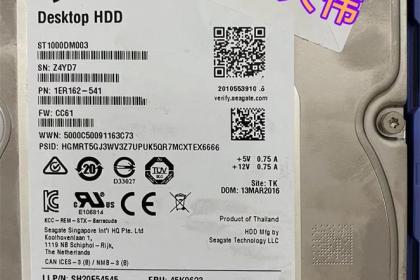 Desktop HDD
ST1000DM003
SN: Z4YD7
PN: 1ER162-541
FW: CC61
WWN: 5000C50091163C73
PSID: HGMRT5GJ3WV3Z7UPUK5QR7MCXTEX6666
2010553910 .6
verify.seagate.com
+5V 0.75 A
+12V 0.75 A
D33027
TUV
Site: TK
DOM: 13MAR2016
E106814
KCC - REM - STX - Barracuda
Seagate Singapore Int'l HQ Pte. Ltd
Koolhovenlaan 1,
1119 NB Schiphol - Rijk,
The Netherlands
CAN ICES-3 (B) / NMB-3 (B)
Product of Thailand
HDD Mfg by
Seagate Technology LLC